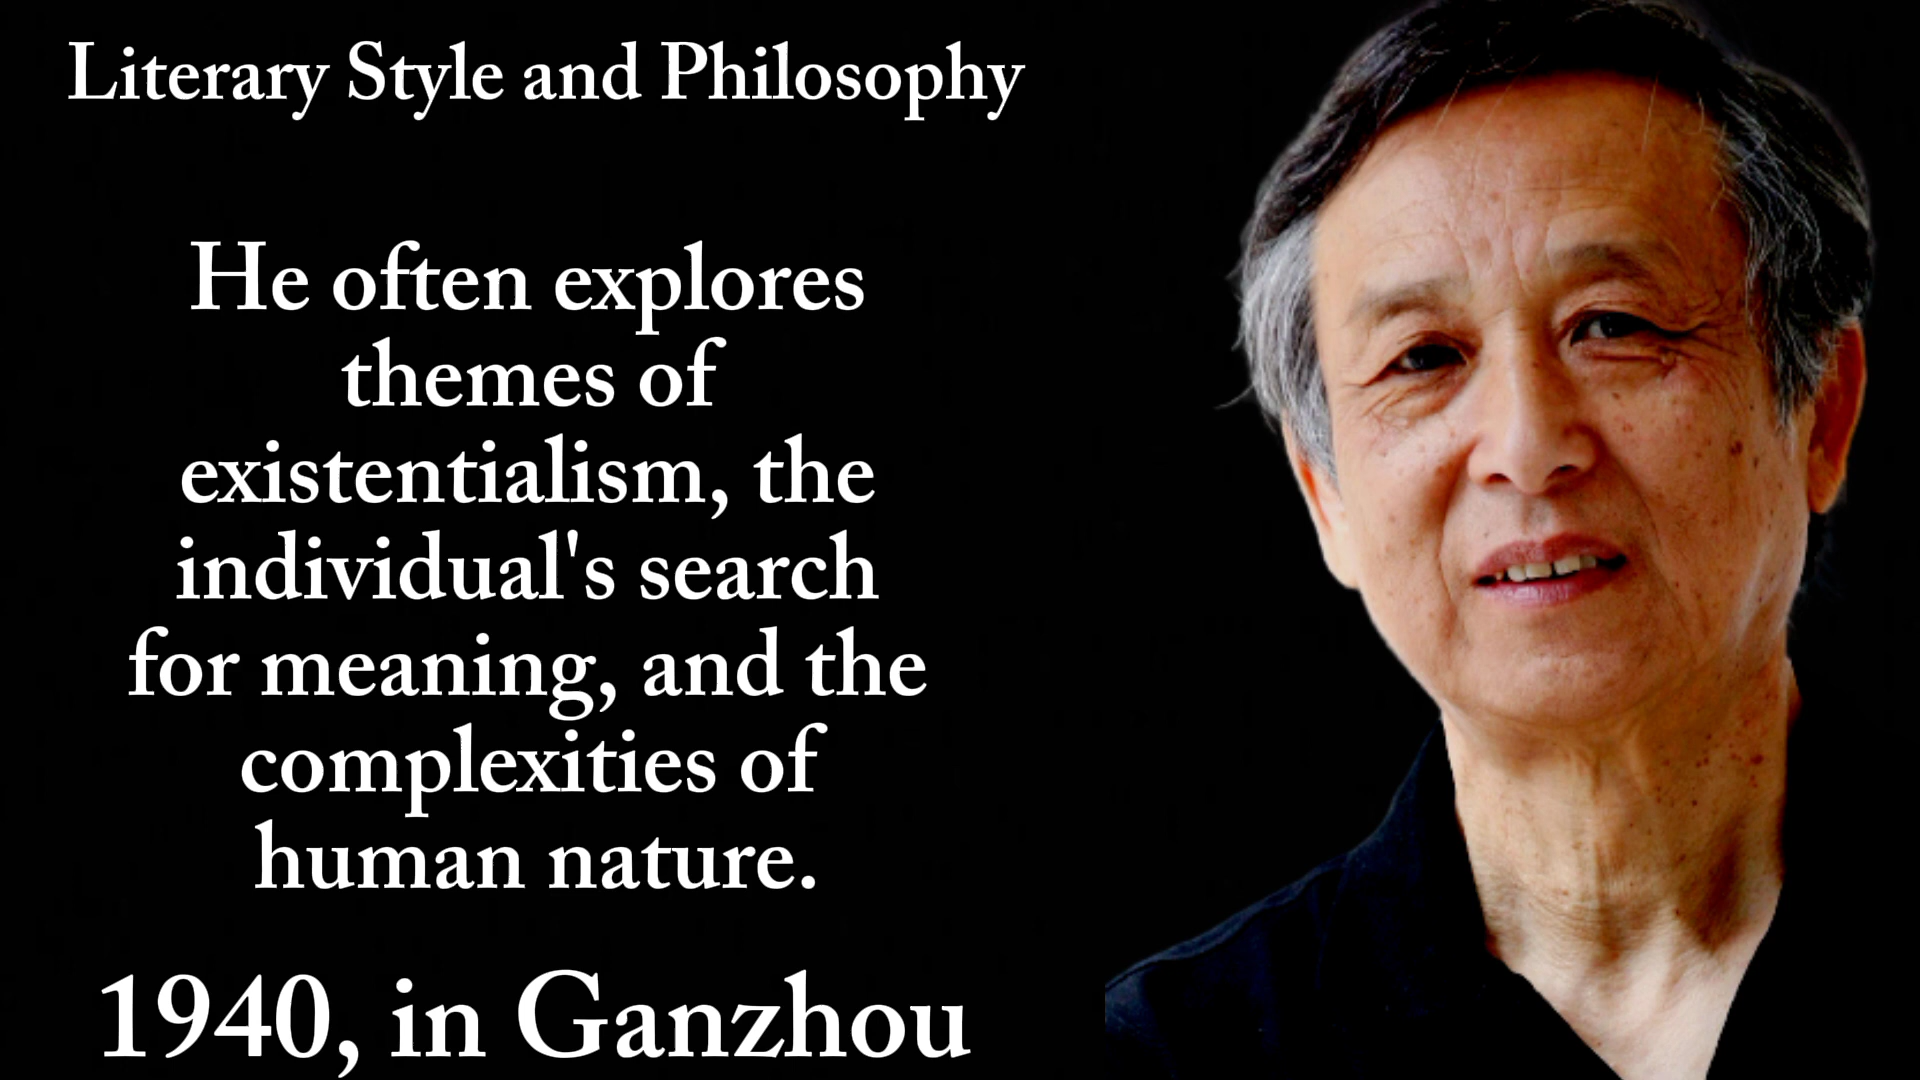 Literary Style and Philosophy
He often explores
themes of
existentialism, the
individual's search
for meaning, and the
complexities of
human nature.
1940, in Ganzhou